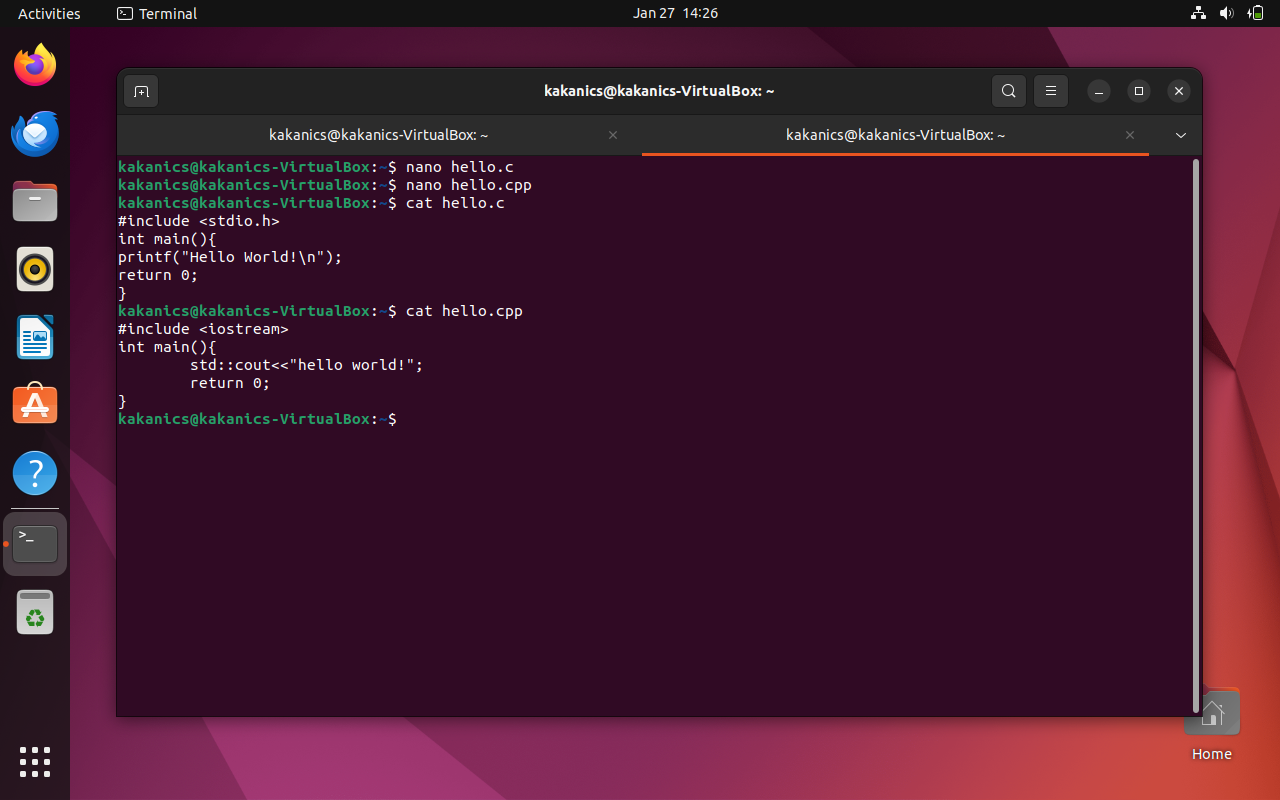 Activities
Terminal
Jan 27 14:26
kakanics@kakanics-VirtualBox: ~
kakanics@kakanics-VirtualBox: ~
kakanics@kakanics-VirtualBox: ~
kakanics@kakanics-VirtualBox:~$ nano hello.c
kakanics@kakanics-VirtualBox:~$ nano hello.cpp
kakanics@kakanics-VirtualBox:~$ cat hello.c
#include <stdio.h>
int main(){
printf("Hello World!\n");
return 0;
}
kakanics@kakanics-VirtualBox:~$ cat hello.cpp
#include <iostream>
int main(){
        std::cout<<"hello world!";
        return 0;
}
kakanics@kakanics-VirtualBox:~$
Home